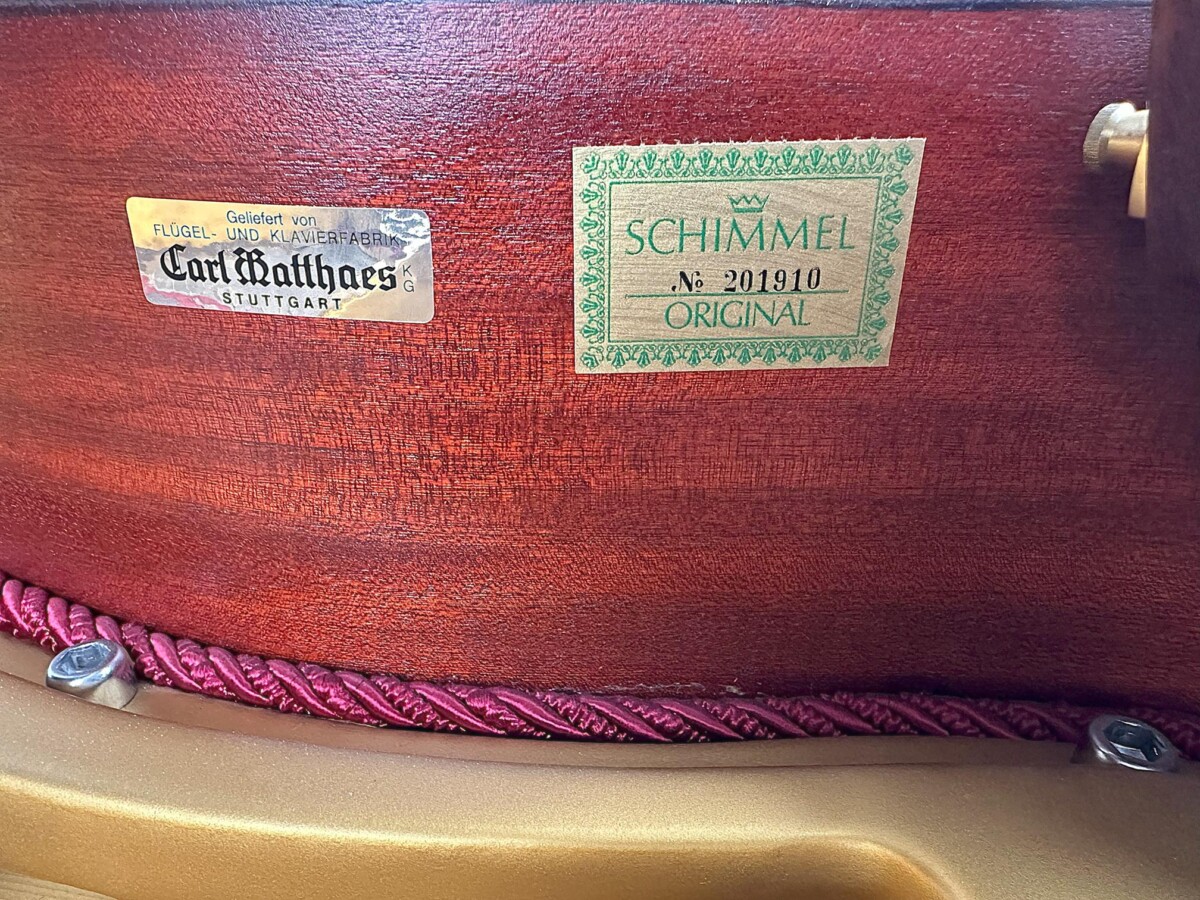 Geliefert von
FLÜGEL- UND KLAVIERFABRIK
Carl Matthaes KG
STUTTGART
SCHIMMEL
№ 201910
ORIGINAL